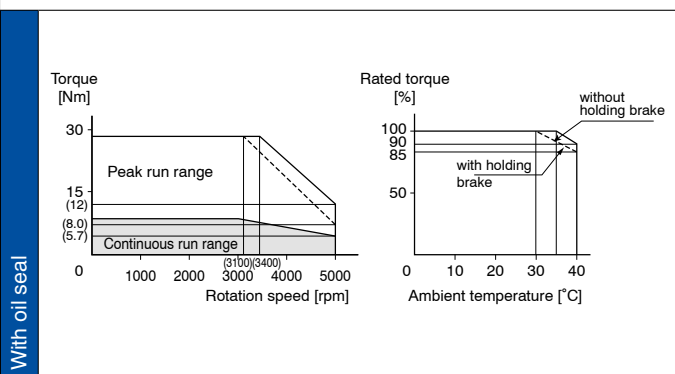 With oil seal
Torque
[Nm]
30
15
(12)
(8.0)
(5.7)
0
Peak run range
Continuous run range
(3100)(3400)
1000 2000 3000 4000 5000
Rotation speed [rpm]
Rated torque
[%]
100
90
85
50
0
without
holding brake
with holding
brake
10 20 30 40
Ambient temperature [˚C]